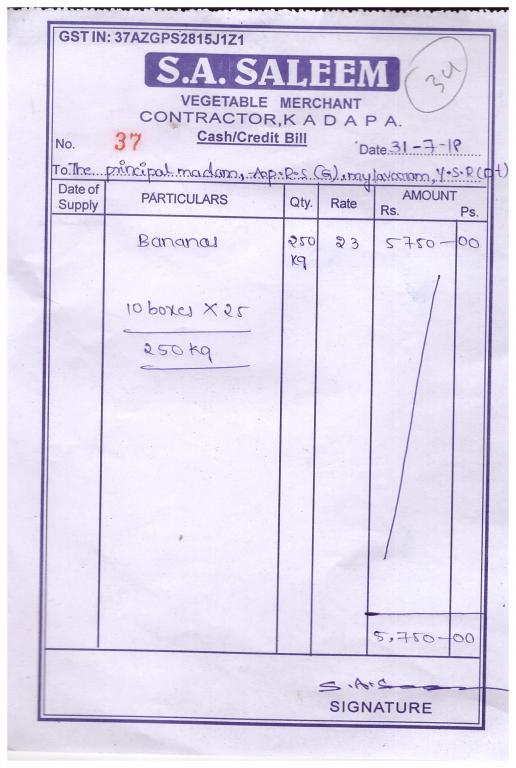 GST IN: 37AZGPS2815J1Z1
34
S.A. SALEEM
VEGETABLE MERCHANT
CONTRACTOR, K A D A P A.
Cash/Credit Bill
No. 37 Date 31-7-18
To. The principal madam, A.p.R.S (G), mylavaram, Y.S.R (Dt)
Date of Supply PARTICULARS Qty. Rate AMOUNT Rs. Ps.
Bananas 250 kg 23 5750-00
10 boxes X 25
250 kg
5,750-00
S.A.S
SIGNATURE